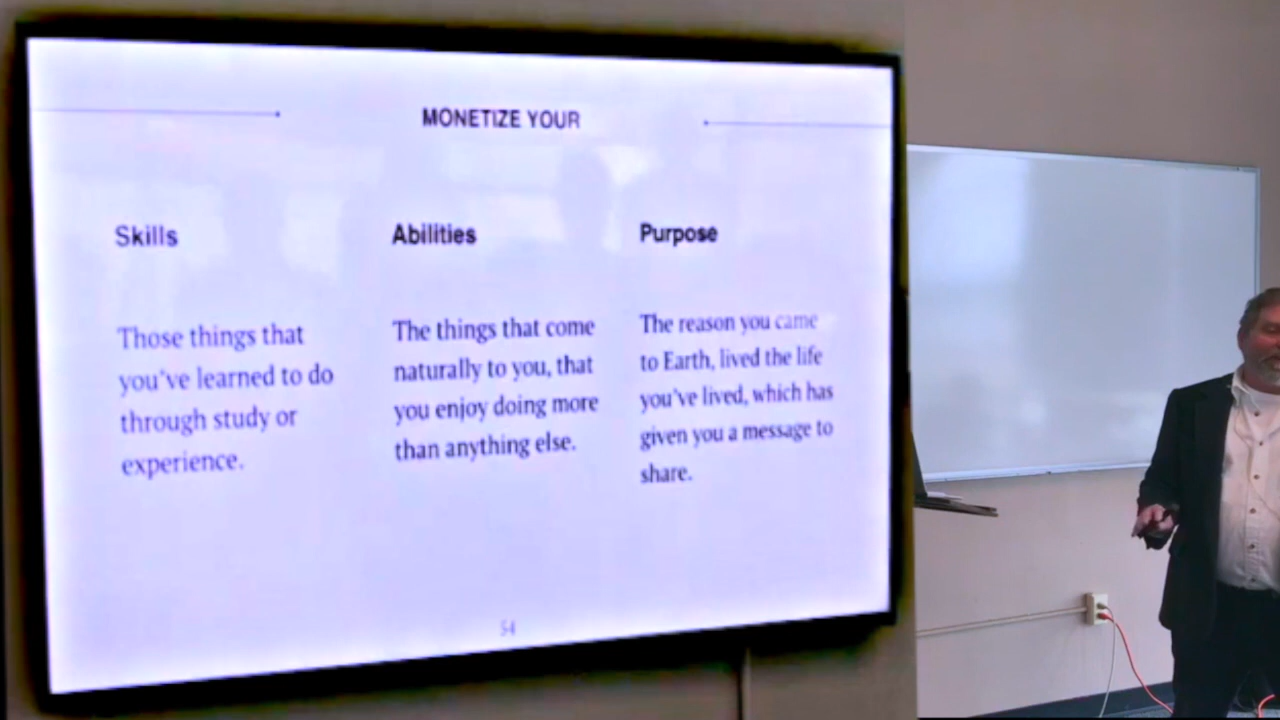 MONETIZE YOUR
Skills
Those things that
you've learned to do
through study or
experience.
Abilities
The things that come
naturally to you, that
you enjoy doing more
than anything else.
Purpose
The reason you came
to Earth, lived the life
you've lived, which has
given you a message to
share.
54